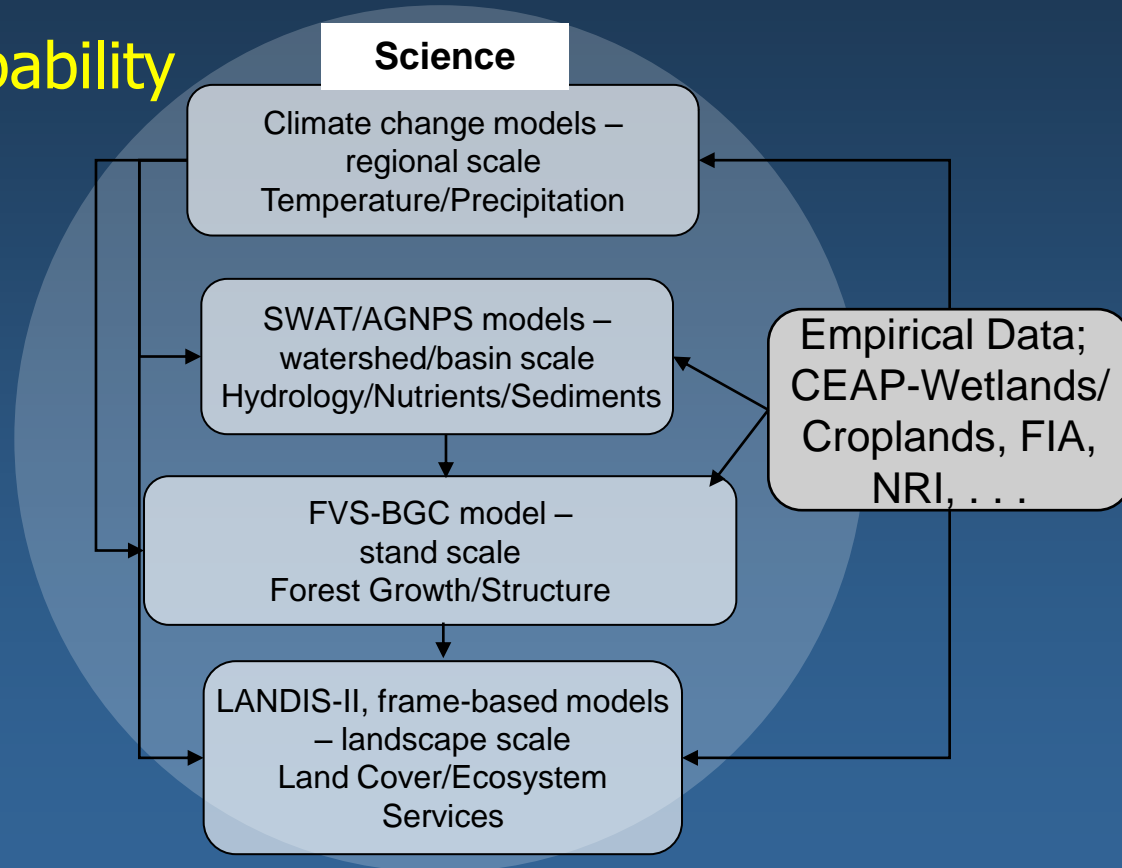 Science
Climate change models –
regional scale
Temperature/Precipitation
SWAT/AGNPS models –
watershed/basin scale
Hydrology/Nutrients/Sediments
FVS-BGC model –
stand scale
Forest Growth/Structure
LANDIS-II, frame-based models
– landscape scale
Land Cover/Ecosystem
Services
Empirical Data;
CEAP-Wetlands/
Croplands, FIA,
NRI, . . .